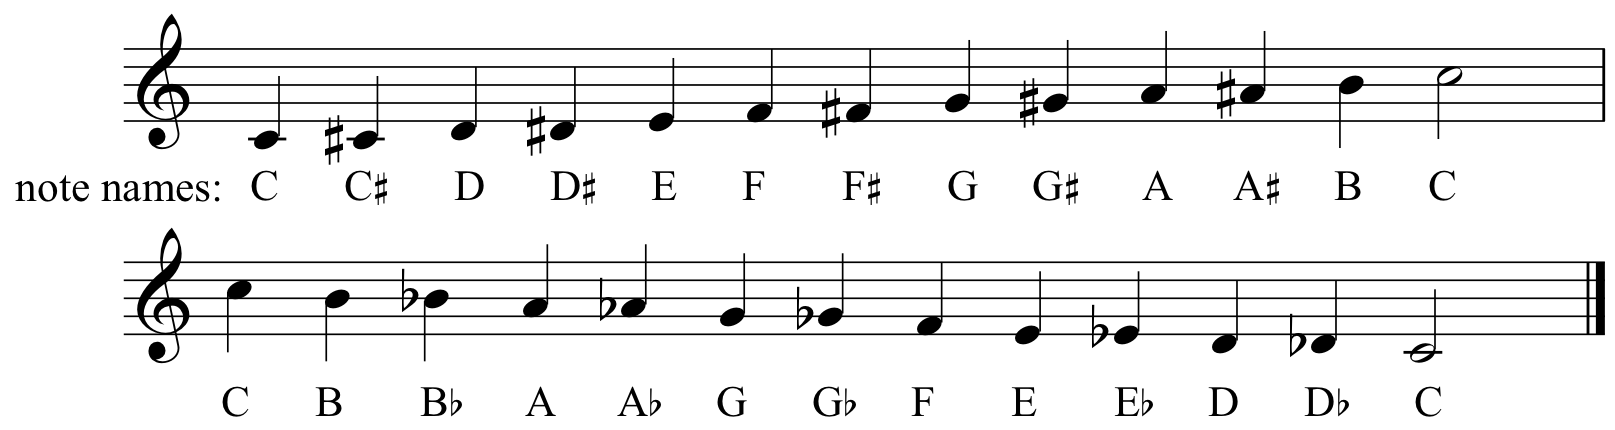 note names: C C♯ D D♯ E F F♯ G G♯ A A♯ B C
C B B♭ A A♭ G G♭ F E E♭ D D♭ C